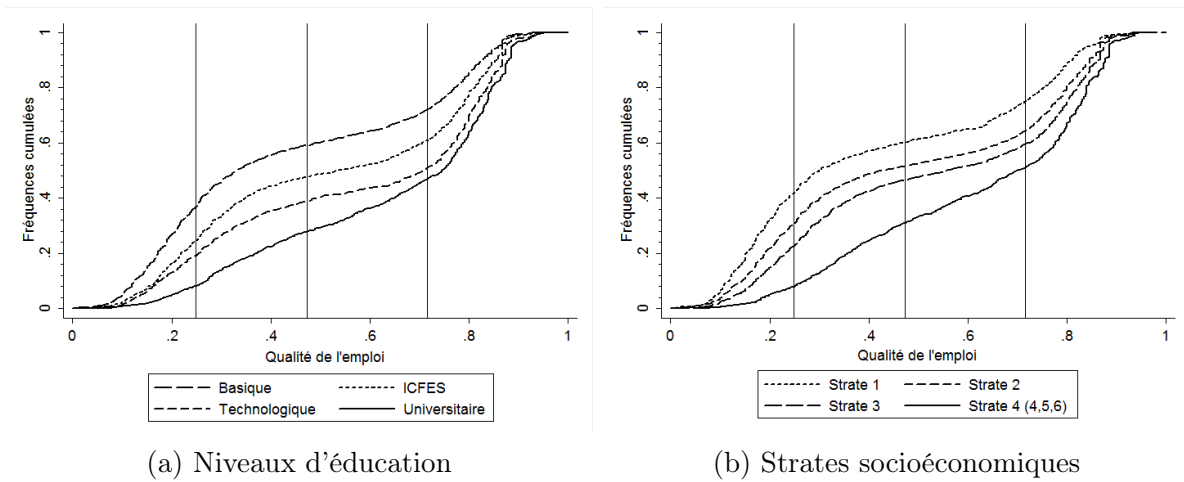 Fréquences cumulées
1
.8
.6
.4
.2
0
0 .2 .4 .6 .8 1
Qualité de l'emploi
Basique ICFES
Technologique Universitaire
(a) Niveaux d'éducation
Fréquences cumulées
1
.8
.6
.4
.2
0
0 .2 .4 .6 .8 1
Qualité de l'emploi
Strate 1 Strate 2
Strate 3 Strate 4 (4,5,6)
(b) Strates socioéconomiques